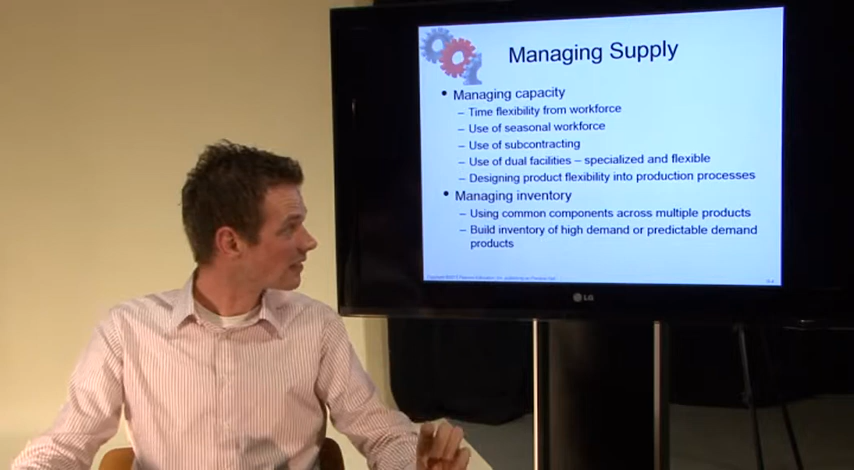 Managing Supply
• Managing capacity
– Time flexibility from workforce
– Use of seasonal workforce
– Use of subcontracting
– Use of dual facilities – specialized and flexible
– Designing product flexibility into production processes
• Managing inventory
– Using common components across multiple products
– Build inventory of high demand or predictable demand
products
LG